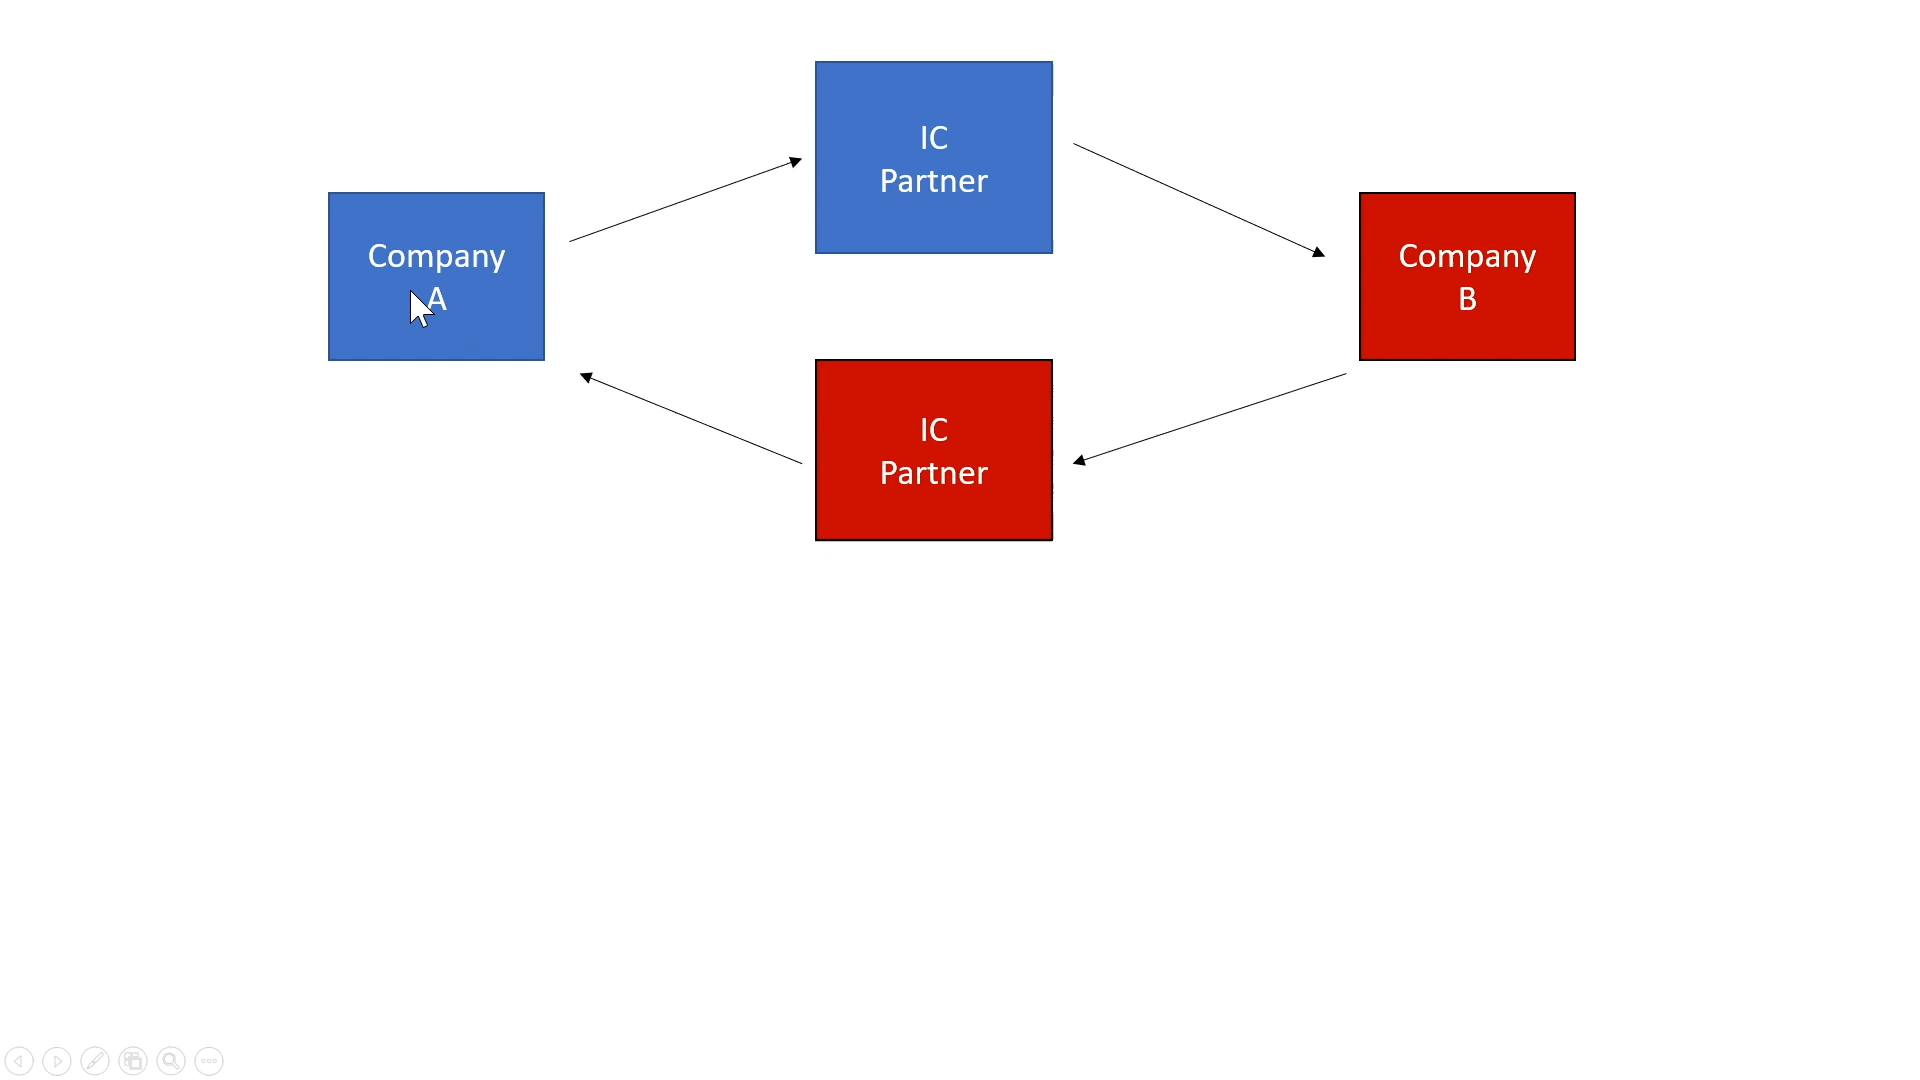 IC
Partner
Company
A
Company
B
IC
Partner